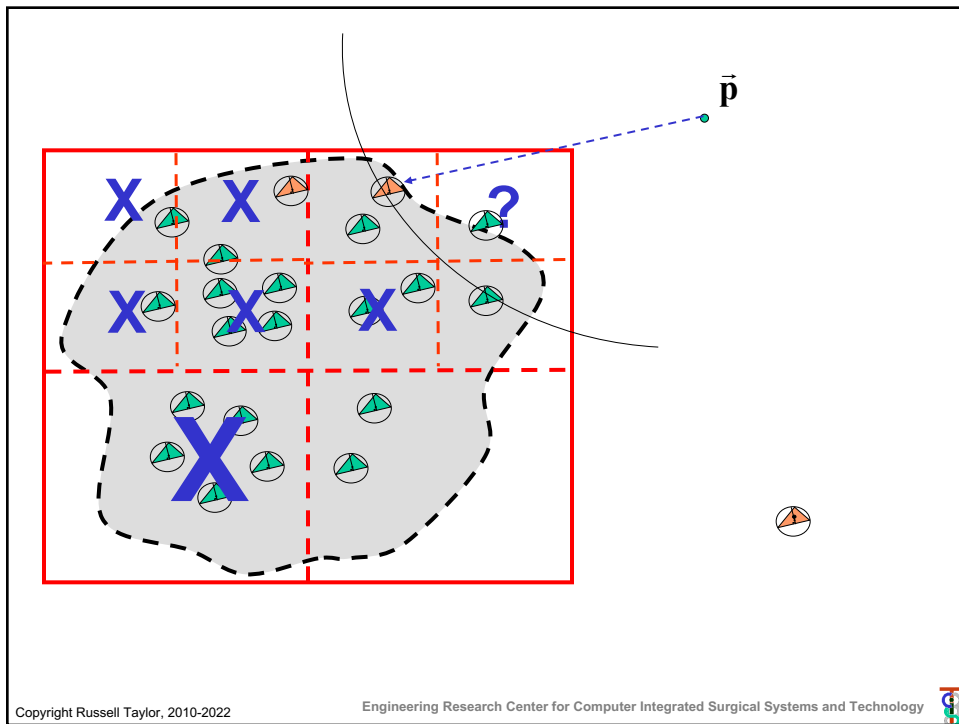 p
X X ?
X X X
X
Copyright Russell Taylor, 2010-2022
Engineering Research Center for Computer Integrated Surgical Systems and Technology